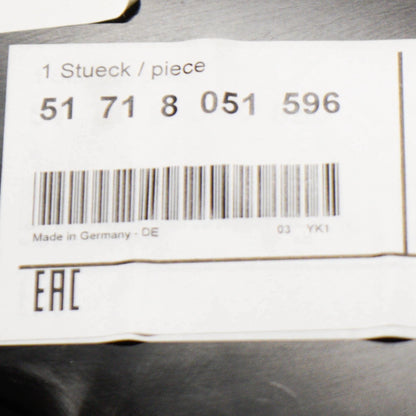 1 Stueck / piece
51 71 8 051 596
Made in Germany - DE 03 YK1
EAC